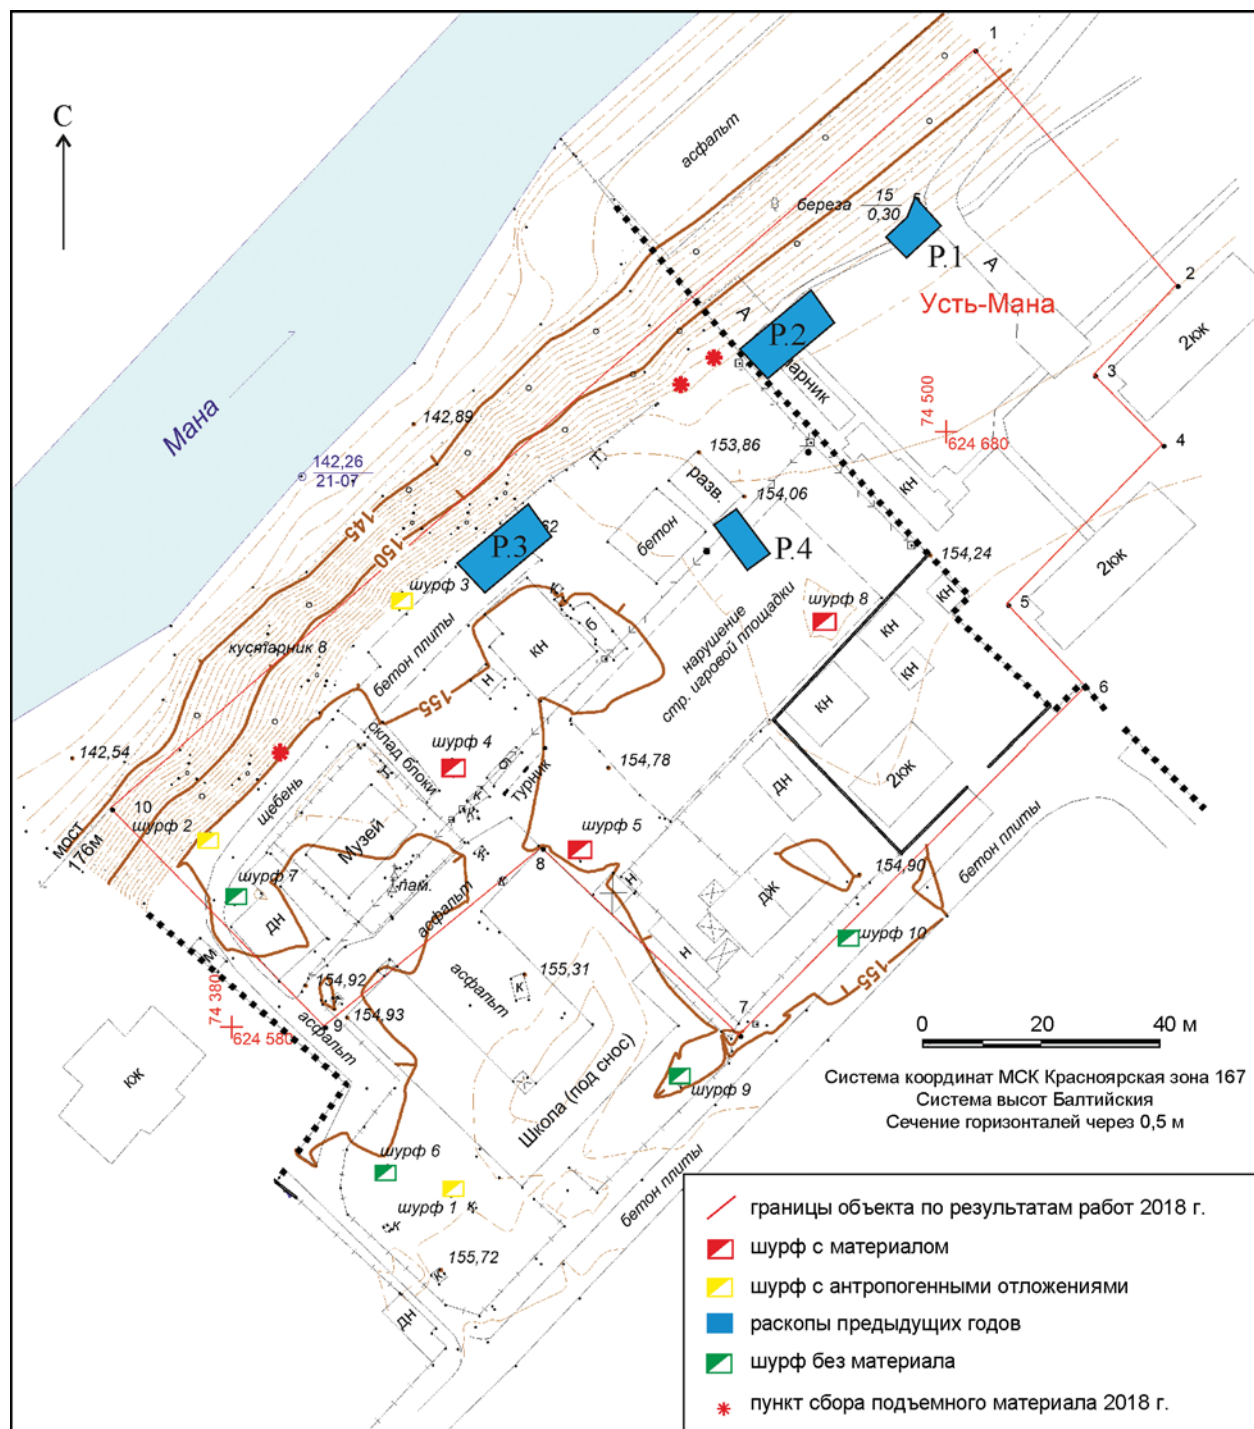 1
С
асфальт
береза 15
0,30
Р.1
А
2
Усть-Мана
2кж
А
Р.2
парник
3
Мана
142,89
74 500
624 680
4
153,86
142,26
21-07
разв.
154,06
кн
Т
145
150
бетон
Р.4
62
Р.3
2кж
154,24
кн
5
шурф 3
к
шурф 8
б
кн
нарушение
стр. игровой площадки
кн
кн
кустарник 8
бетон плиты
н
155
кн
6
склад блоки
шурф 4
142,54
154,78
дн
2кж
10
щебень
турник
мост
176м
шурф 2
Музей
шурф 5
8
бетон плиты
154,90
шурф 7
пам.
к
н
дж
дн
асфальт
н
шурф 10
м
155,31
155
74 380
624 580
154,92
асфальт
к
154,93
9
асфальт
7
кж
Школа (под снос)
шурф 9
0 20 40 м
Система координат МСК Красноярская зона 167
Система высот Балтийския
Сечение горизонталей через 0,5 м
шурф 6
шурф 1
к
к
бетон плиты
155,72
к
дн
границы объекта по результатам работ 2018 г.
шурф с материалом
шурф с антропогенными отложениями
раскопы предыдущих годов
шурф без материала
пункт сбора подъемного материала 2018 г.